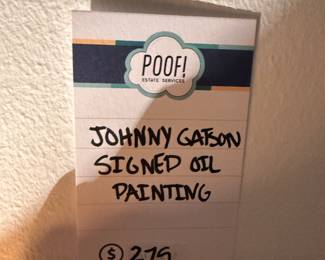 POOF!
ESTATE SERVICES
JOHNNY GATSON
SIGNED OIL
PAINTING
$ 275